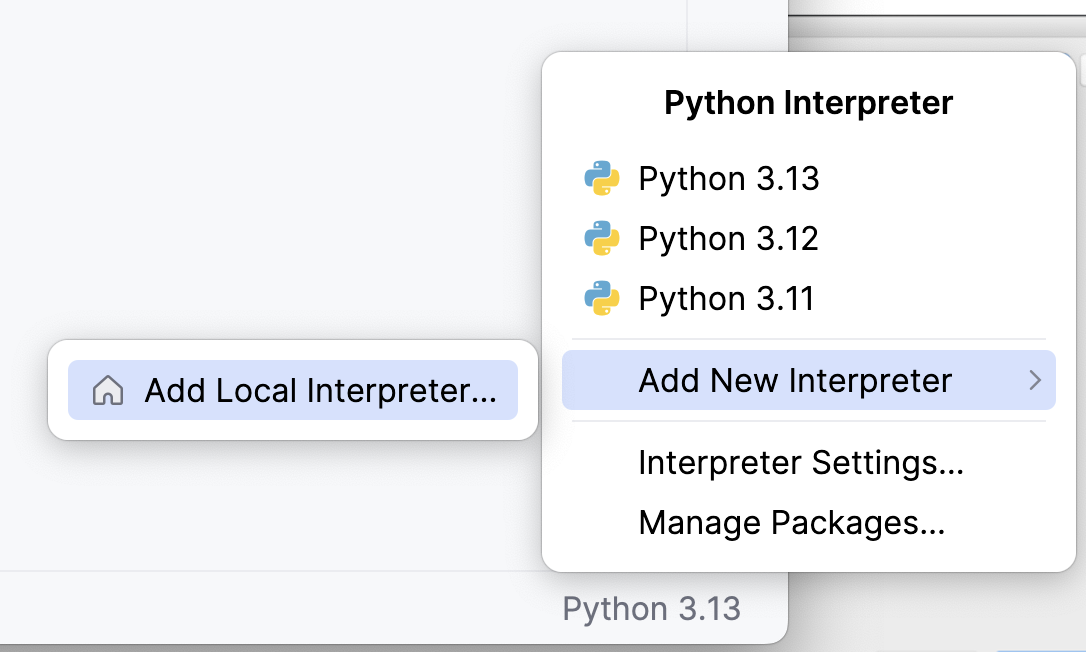 Python Interpreter
Python 3.13
Python 3.12
Python 3.11
Add New Interpreter
Add Local Interpreter...
Interpreter Settings...
Manage Packages...
Python 3.13